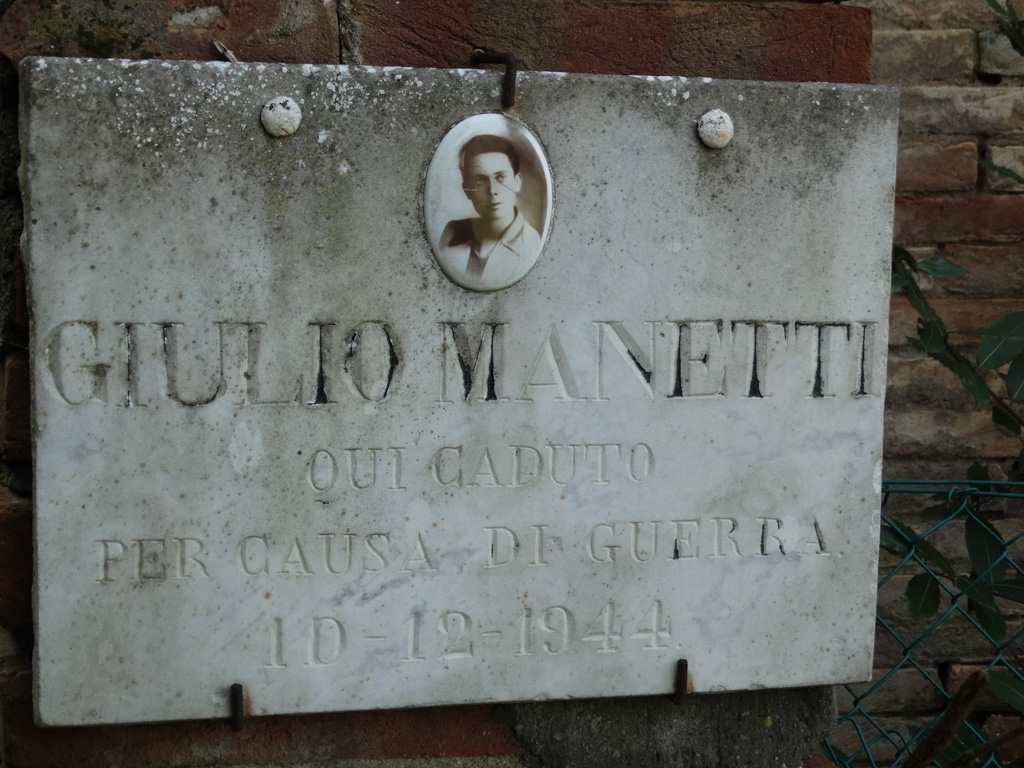 GIULIO MANETTI
QUI CADUTO
PER CAUSA DI GUERRA.
10-12-1944.